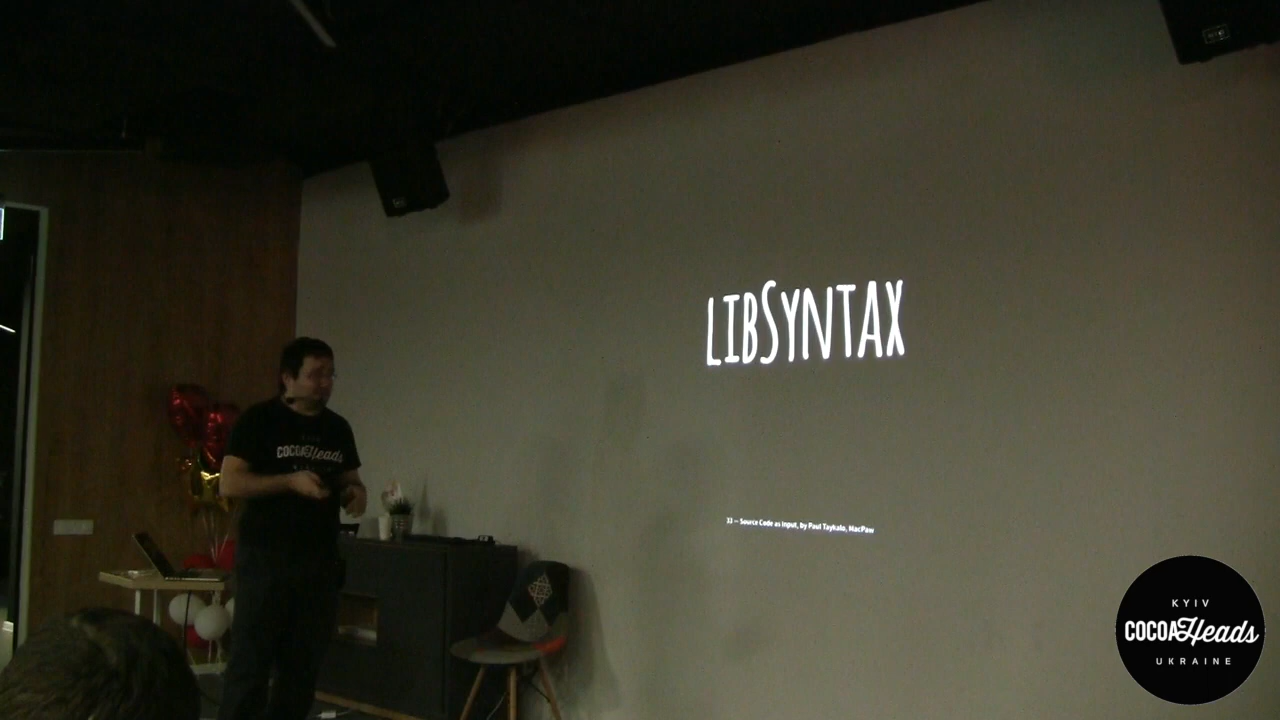 LIBSYNTAX
COCOAHeads
33 — Source Code as Input, by Paul Taykalo, MacPaw
KYIV
COCOAHeads
UKRAINE